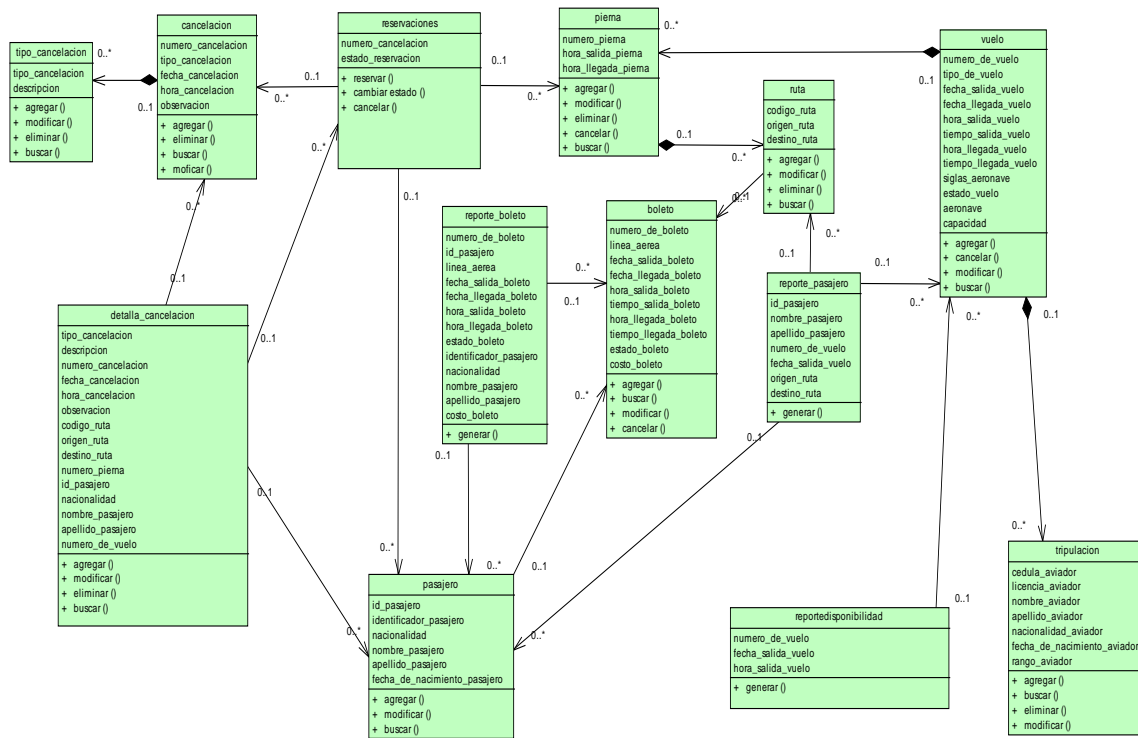 tipo_cancelacion
tipo_cancelacion
descripcion
+ agregar ()
+ modificar ()
+ eliminar ()
+ buscar ()
0..*
0..1
cancelacion
numero_cancelacion
tipo_cancelacion
fecha_cancelacion
hora_cancelacion
observacion
+ agregar ()
+ eliminar ()
+ buscar ()
+ moficar ()
0..1
0..*
0..*
reservaciones
numero_cancelacion
estado_reservacion
+ reservar ()
+ cambiar estado ()
+ cancelar ()
0..1
0..*
0..*
0..1
pierna
numero_pierna
hora_salida_pierna
hora_llegada_pierna
+ agregar ()
+ modificar ()
+ eliminar ()
+ cancelar ()
+ buscar ()
0..*
0..1
0..1
0..*
ruta
codigo_ruta
origen_ruta
destino_ruta
+ agregar ()
+ modificar ()
+ eliminar ()
+ buscar ()
0..1
0..*
0..*
0..1
vuelo
numero_de_vuelo
tipo_de_vuelo
fecha_salida_vuelo
fecha_llegada_vuelo
hora_salida_vuelo
tiempo_salida_vuelo
hora_llegada_vuelo
tiempo_llegada_vuelo
siglas_aeronave
estado_vuelo
aeronave
capacidad
+ agregar ()
+ cancelar ()
+ modificar ()
+ buscar ()
0..1
0..*
0..*
0..1
reporte_boleto
numero_de_boleto
id_pasajero
linea_aerea
fecha_salida_boleto
fecha_llegada_boleto
hora_salida_boleto
hora_llegada_boleto
estado_boleto
identificador_pasajero
nacionalidad
nombre_pasajero
apellido_pasajero
costo_boleto
+ generar ()
0..*
0..1
0..1
boleto
numero_de_boleto
linea_aerea
fecha_salida_boleto
fecha_llegada_boleto
hora_salida_boleto
tiempo_salida_boleto
hora_llegada_boleto
tiempo_llegada_boleto
estado_boleto
costo_boleto
+ agregar ()
+ buscar ()
+ modificar ()
+ cancelar ()
0..*
reporte_pasajero
id_pasajero
nombre_pasajero
apellido_pasajero
numero_de_vuelo
fecha_salida_vuelo
origen_ruta
destino_ruta
+ generar ()
0..1
0..1
detalla_cancelacion
tipo_cancelacion
descripcion
numero_cancelacion
fecha_cancelacion
hora_cancelacion
observacion
codigo_ruta
origen_ruta
destino_ruta
numero_pierna
id_pasajero
nacionalidad
nombre_pasajero
apellido_pasajero
numero_de_vuelo
+ agregar ()
+ modificar ()
+ eliminar ()
+ buscar ()
0..1
0..1
0..*
0..*
0..*
0..1
0..*
pasajero
id_pasajero
identificador_pasajero
nacionalidad
nombre_pasajero
apellido_pasajero
fecha_de_nacimiento_pasajero
+ agregar ()
+ modificar ()
+ buscar ()
reportedisponibilidad
numero_de_vuelo
fecha_salida_vuelo
hora_salida_vuelo
+ generar ()
0..1
0..*
tripulacion
cedula_aviador
licencia_aviador
nombre_aviador
apellido_aviador
nacionalidad_aviador
fecha_de_nacimiento_aviador
rango_aviador
+ agregar ()
+ buscar ()
+ eliminar ()
+ modificar ()